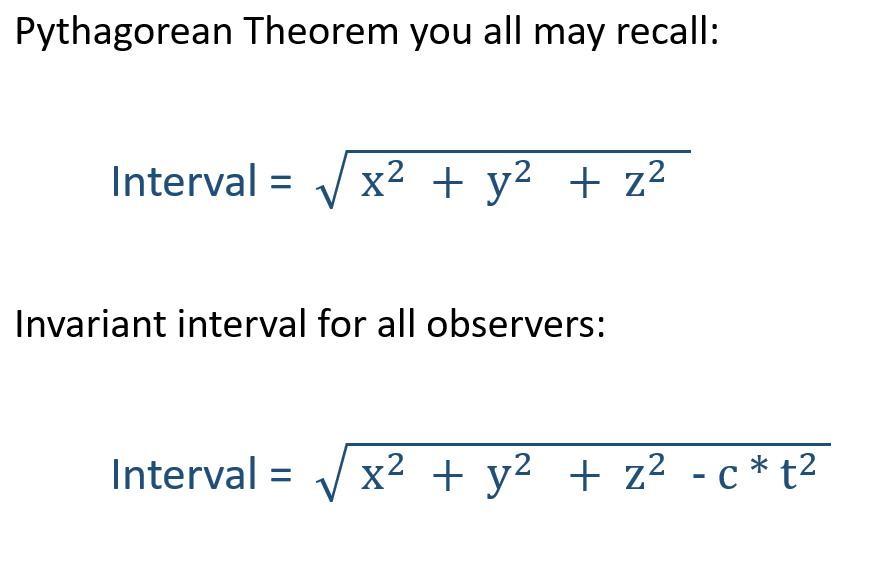 Pythagorean Theorem you all may recall:
Interval = √x² + y² + z²
Invariant interval for all observers:
Interval = √x² + y² + z² - c * t²